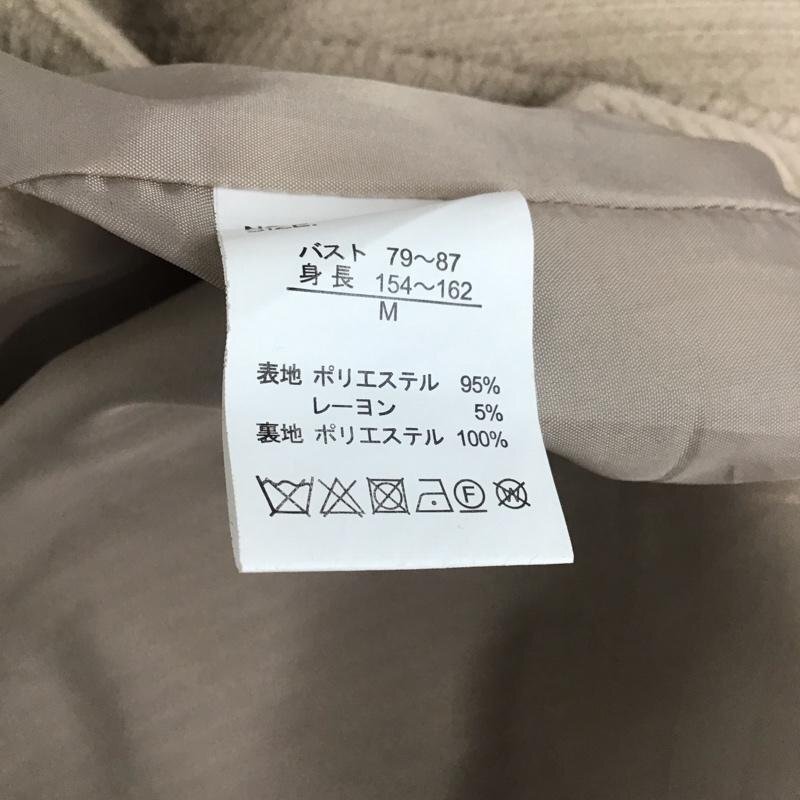 バスト 79～87
身長 154～162
M
表地 ポリエステル 95%
レーヨン 5%
裏地 ポリエステル 100%
F
W